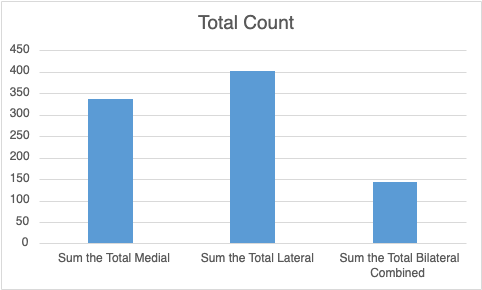 Total Count
450
400
350
300
250
200
150
100
50
0
Sum the Total Medial
Sum the Total Lateral
Sum the Total Bilateral
Combined